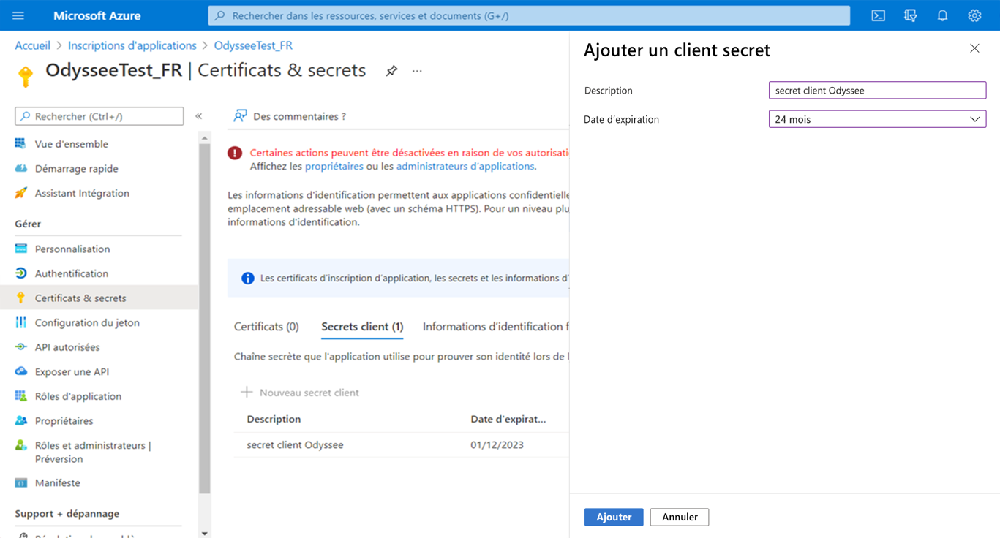 Microsoft Azure
Rechercher dans les ressources, services et documents (G+/)
Accueil > Inscriptions d'applications > OdysseeTest_FR
OdysseeTest_FR | Certificats & secrets
Rechercher (Ctrl+/)
Vue d'ensemble
Démarrage rapide
Assistant Intégration
Gérer
Personnalisation
Authentification
Certificats & secrets
Configuration du jeton
API autorisées
Exposer une API
Rôles d'application
Propriétaires
Rôles et administrateurs |
Préversion
Manifeste
Support + dépannage
Des commentaires ?
Certaines actions peuvent être désactivées en raison de vos autorisati
Affichez les propriétaires ou les administrateurs d'applications.
Les informations d'identification permettent aux applications confidentielle
emplacement adressable web (avec un schéma HTTPS). Pour un niveau plu
informations d'identification.
Les certificats d'inscription d'application, les secrets et les informations d'
Certificats (0) Secrets client (1) Informations d'identification f
Chaîne secrète que l'application utilise pour prouver son identité lors de l
Nouveau secret client
Description Date d'expirat...
secret client Odyssee 01/12/2023
Ajouter un client secret
Description secret client Odyssee
Date d'expiration 24 mois
Ajouter Annuler